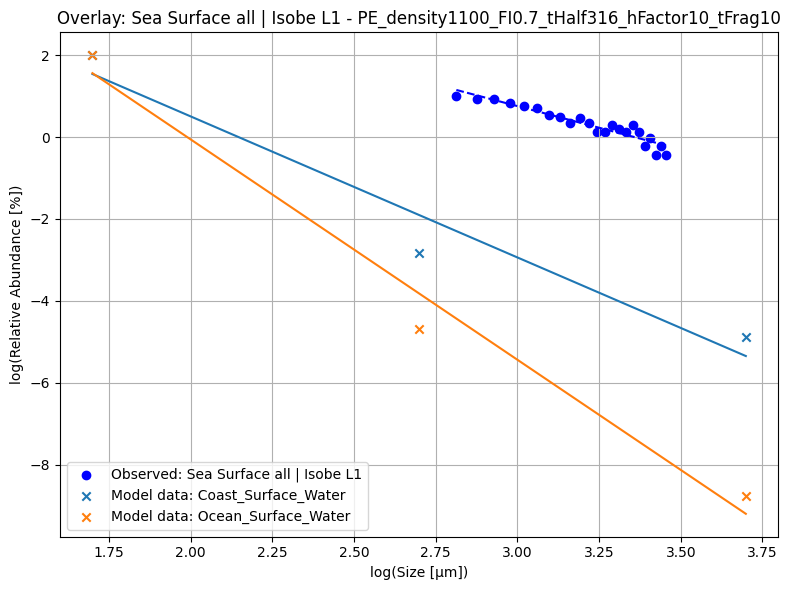 Overlay: Sea Surface all | Isobe L1 - PE_density1100_FI0.7_tHalf316_hFactor10_tFrag10
log(Relative Abundance [%])
2
0
−2
−4
−6
−8
Observed: Sea Surface all | Isobe L1
Model data: Coast_Surface_Water
Model data: Ocean_Surface_Water
1.75 2.00 2.25 2.50 2.75 3.00 3.25 3.50 3.75
log(Size [µm])